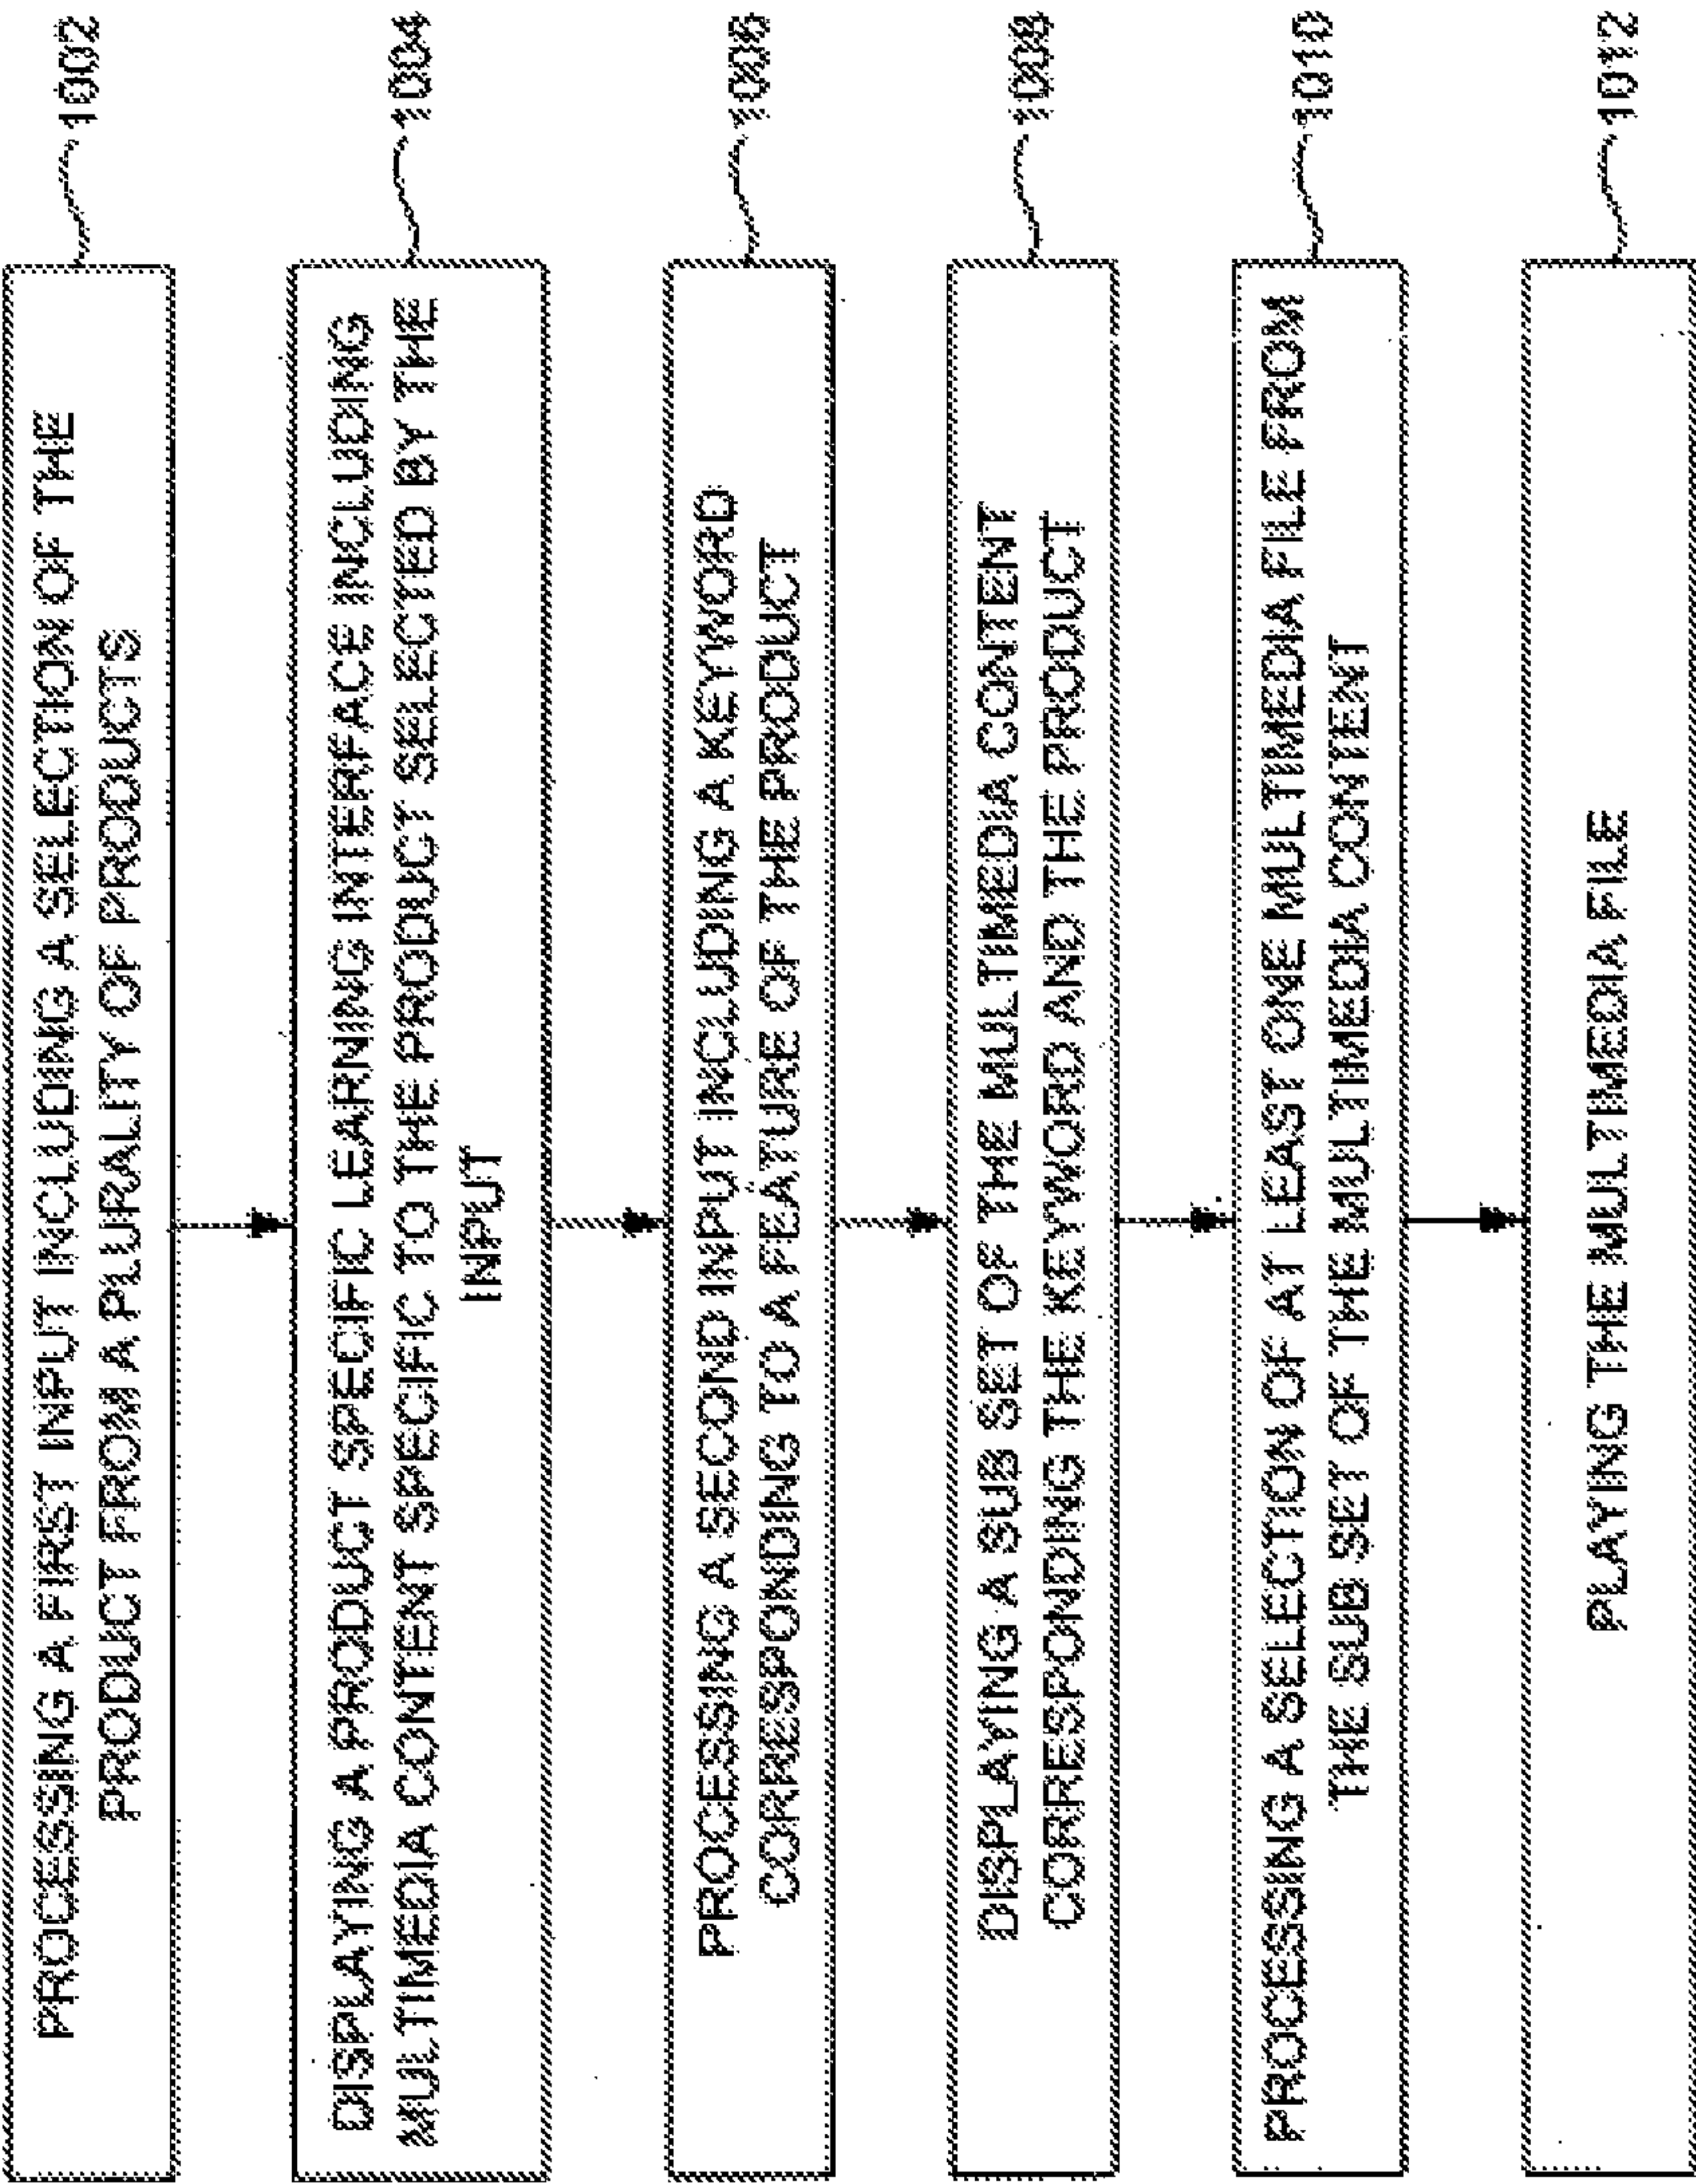 PROCESSING A FIRST INPUT INCLUDING A SELECTION OF THE
PRODUCT FROM A PLURALITY OF PRODUCTS
1002
DISPLAYING A PRODUCT SPECIFIC LEARNING INTERFACE INCLUDING
MULTIMEDIA CONTENT SPECIFIC TO THE PRODUCT SELECTED BY THE
INPUT
1004
PROCESSING A SECOND INPUT INCLUDING A KEYWORD
CORRESPONDING TO A FEATURE OF THE PRODUCT
1006
DISPLAYING A SUB SET OF THE MULTIMEDIA CONTENT
CORRESPONDING THE KEYWORD AND THE PRODUCT
1008
PROCESSING A SELECTION OF AT LEAST ONE MULTIMEDIA FILE FROM
THE SUB SET OF THE MULTIMEDIA CONTENT
1010
PLAYING THE MULTIMEDIA FILE
1012